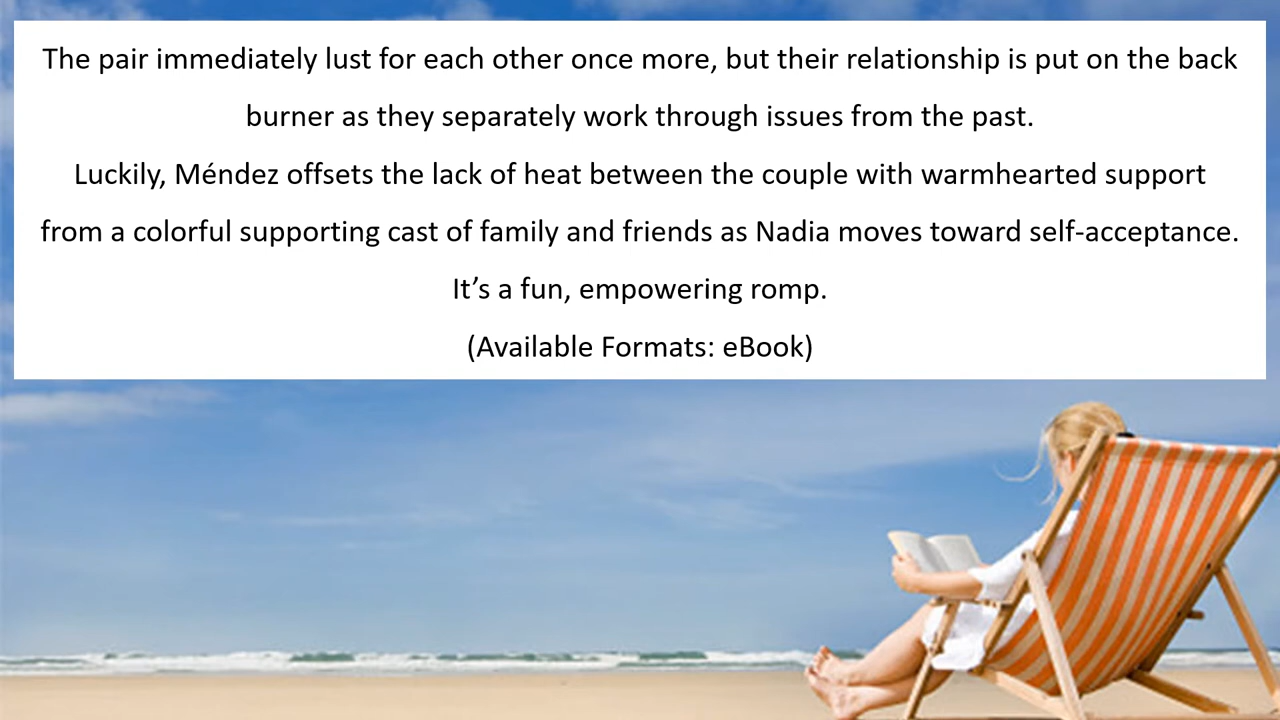 The pair immediately lust for each other once more, but their relationship is put on the back
burner as they separately work through issues from the past.
Luckily, Méndez offsets the lack of heat between the couple with warmhearted support
from a colorful supporting cast of family and friends as Nadia moves toward self-acceptance.
It’s a fun, empowering romp.
(Available Formats: eBook)